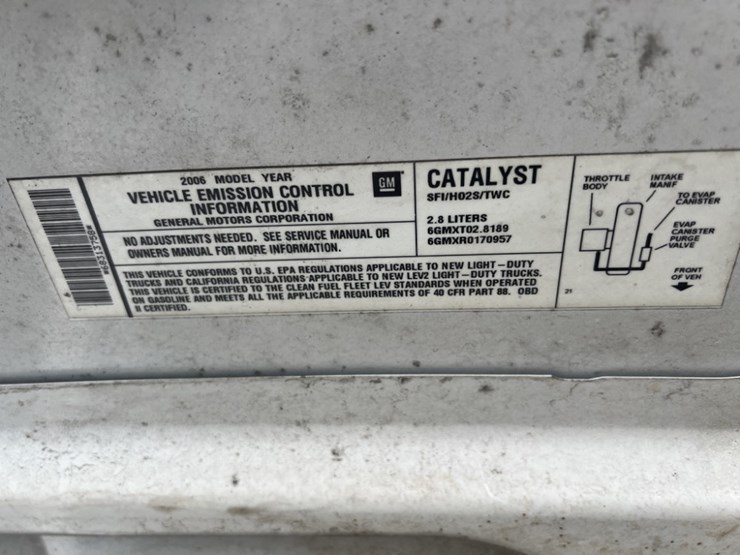 2006 MODEL YEAR
VEHICLE EMISSION CONTROL
INFORMATION
GENERAL MOTORS CORPORATION
GM
NO ADJUSTMENTS NEEDED. SEE SERVICE MANUAL OR
OWNERS MANUAL FOR MORE INFORMATION.
CATALYST
SFI/HO2S/TWC
2.8 LITERS
6GMXT02.8189
6GMXR0170957
THIS VEHICLE CONFORMS TO U.S. EPA REGULATIONS APPLICABLE TO NEW LIGHT-DUTY
TRUCKS AND CALIFORNIA REGULATIONS APPLICABLE TO NEW LEV2 LIGHT-DUTY TRUCKS.
THIS VEHICLE IS CERTIFIED TO THE CLEAN FUEL FLEET LEV STANDARDS WHEN OPERATED
ON GASOLINE AND MEETS ALL THE APPLICABLE REQUIREMENTS OF 40 CFR PART 88. OBD
II CERTIFIED.
THROTTLE
BODY
INTAKE
MANIF
TO EVAP
CANISTER
EVAP
CANISTER
PURGE
VALVE
FRONT
OF VEH
21